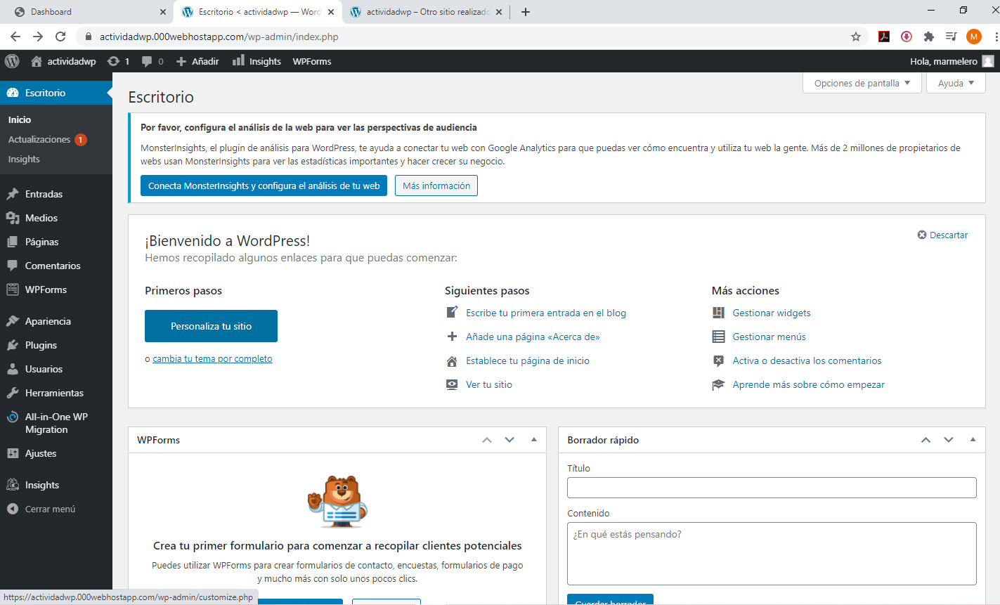 Dashboard
Escritorio < actividadwp — Word
actividadwp – Otro sitio realizado
actividadwp.000webhostapp.com/wp-admin/index.php
M
actividadwp
1
0
Añadir
Insights
WPForms
Hola, marmelero
Escritorio
Inicio
Actualizaciones 1
Insights
Entradas
Medios
Páginas
Comentarios
WPForms
Apariencia
Plugins
Usuarios
Herramientas
All-in-One WP
Migration
Ajustes
Insights
Cerrar menú
Opciones de pantalla
Ayuda
Escritorio
Por favor, configura el análisis de la web para ver las perspectivas de audiencia
MonsterInsights, el plugin de análisis para WordPress, te ayuda a conectar tu web con Google Analytics para que puedas ver cómo encuentra y utiliza tu web la gente. Más de 2 millones de propietarios de
webs usan MonsterInsights para ver las estadísticas importantes y hacer crecer su negocio.
Conecta MonsterInsights y configura el análisis de tu web
Más información
¡Bienvenido a WordPress!
Descartar
Hemos recopilado algunos enlaces para que puedas comenzar:
Primeros pasos
Personaliza tu sitio
o cambia tu tema por completo
Siguientes pasos
Escribe tu primera entrada en el blog
Añade una página «Acerca de»
Establece tu página de inicio
Ver tu sitio
Más acciones
Gestionar widgets
Gestionar menús
Activa o desactiva los comentarios
Aprende más sobre cómo empezar
WPForms
Crea tu primer formulario para comenzar a recopilar clientes potenciales
Puedes utilizar WPForms para crear formularios de contacto, encuestas, formularios de pago
y mucho más con solo unos pocos clics.
Borrador rápido
Título
Contenido
¿En qué estás pensando?
Guardar borrador
https://actividadwp.000webhostapp.com/wp-admin/customize.php